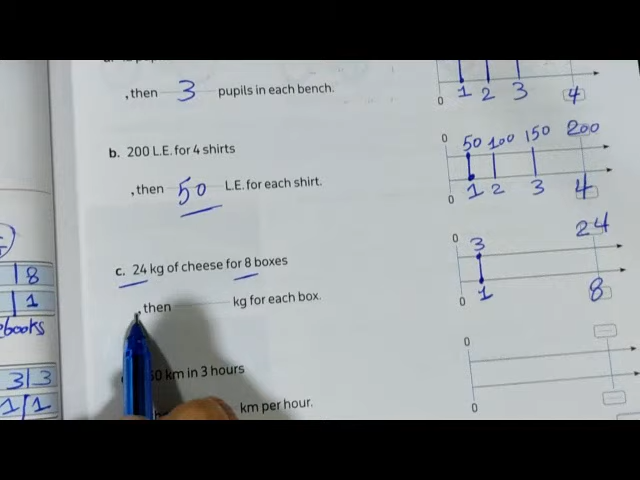 ,then 3 pupils in each bench.
0 1 2 3 4
b. 200 L.E. for 4 shirts
,then 50 L.E. for each shirt.
0 50 100 150 200
0 1 2 3 4
c. 24 kg of cheese for 8 boxes
,then kg for each box.
0 3 24
0 1 8
8
1
3 3
1 1
50 km in 3 hours
km per hour.
0
0